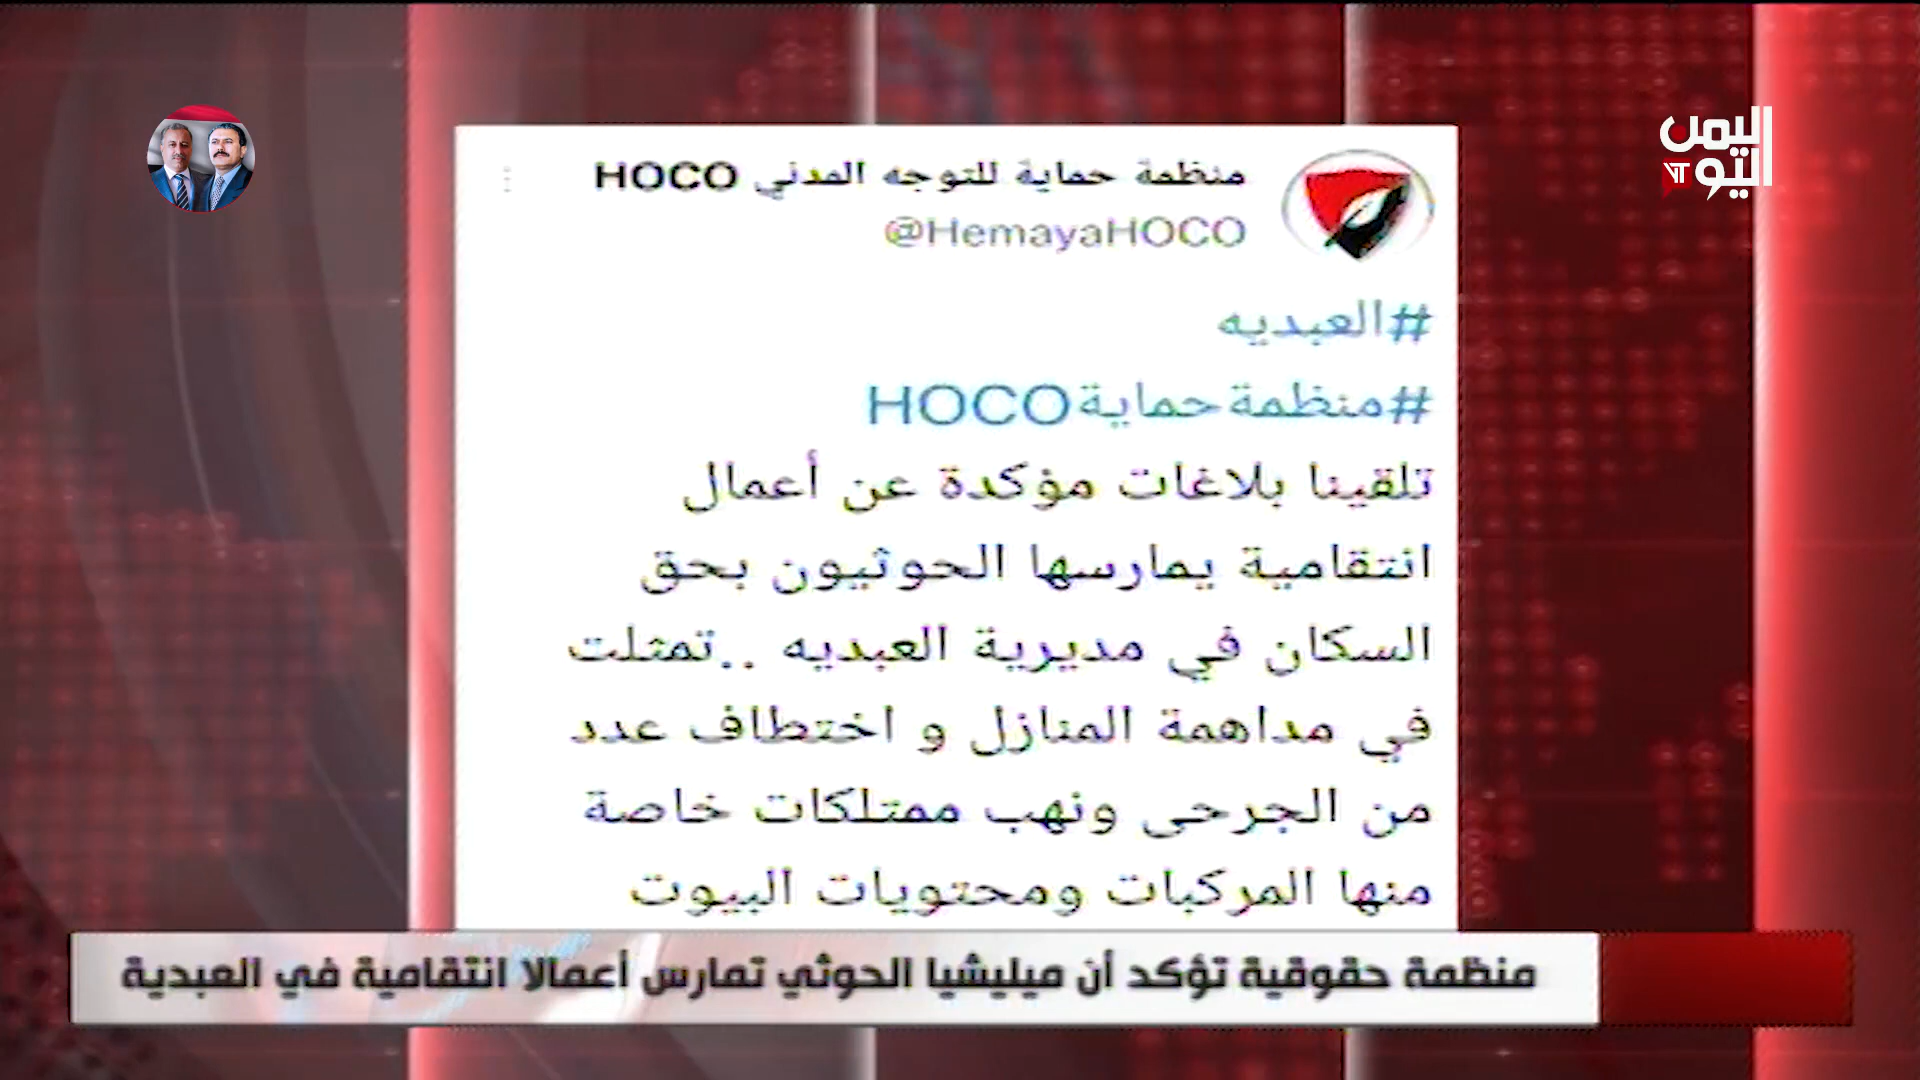 اليمن
اليوم
YT
منظمة حماية للتوجه المدني HOCO
@HemayaHOCO
#العبديه
#منظمةحمايةHOCO
تلقينا بلاغات مؤكدة عن أعمال
انتقامية يمارسها الحوثيون بحق
السكان في مديرية العبديه ..تمثلت
في مداهمة المنازل و اختطاف عدد
من الجرحى ونهب ممتلكات خاصة
منها المركبات ومحتويات البيوت
منظمة حقوقية تؤكد أن ميليشيا الحوثي تمارس أعمالا انتقامية في العبدية